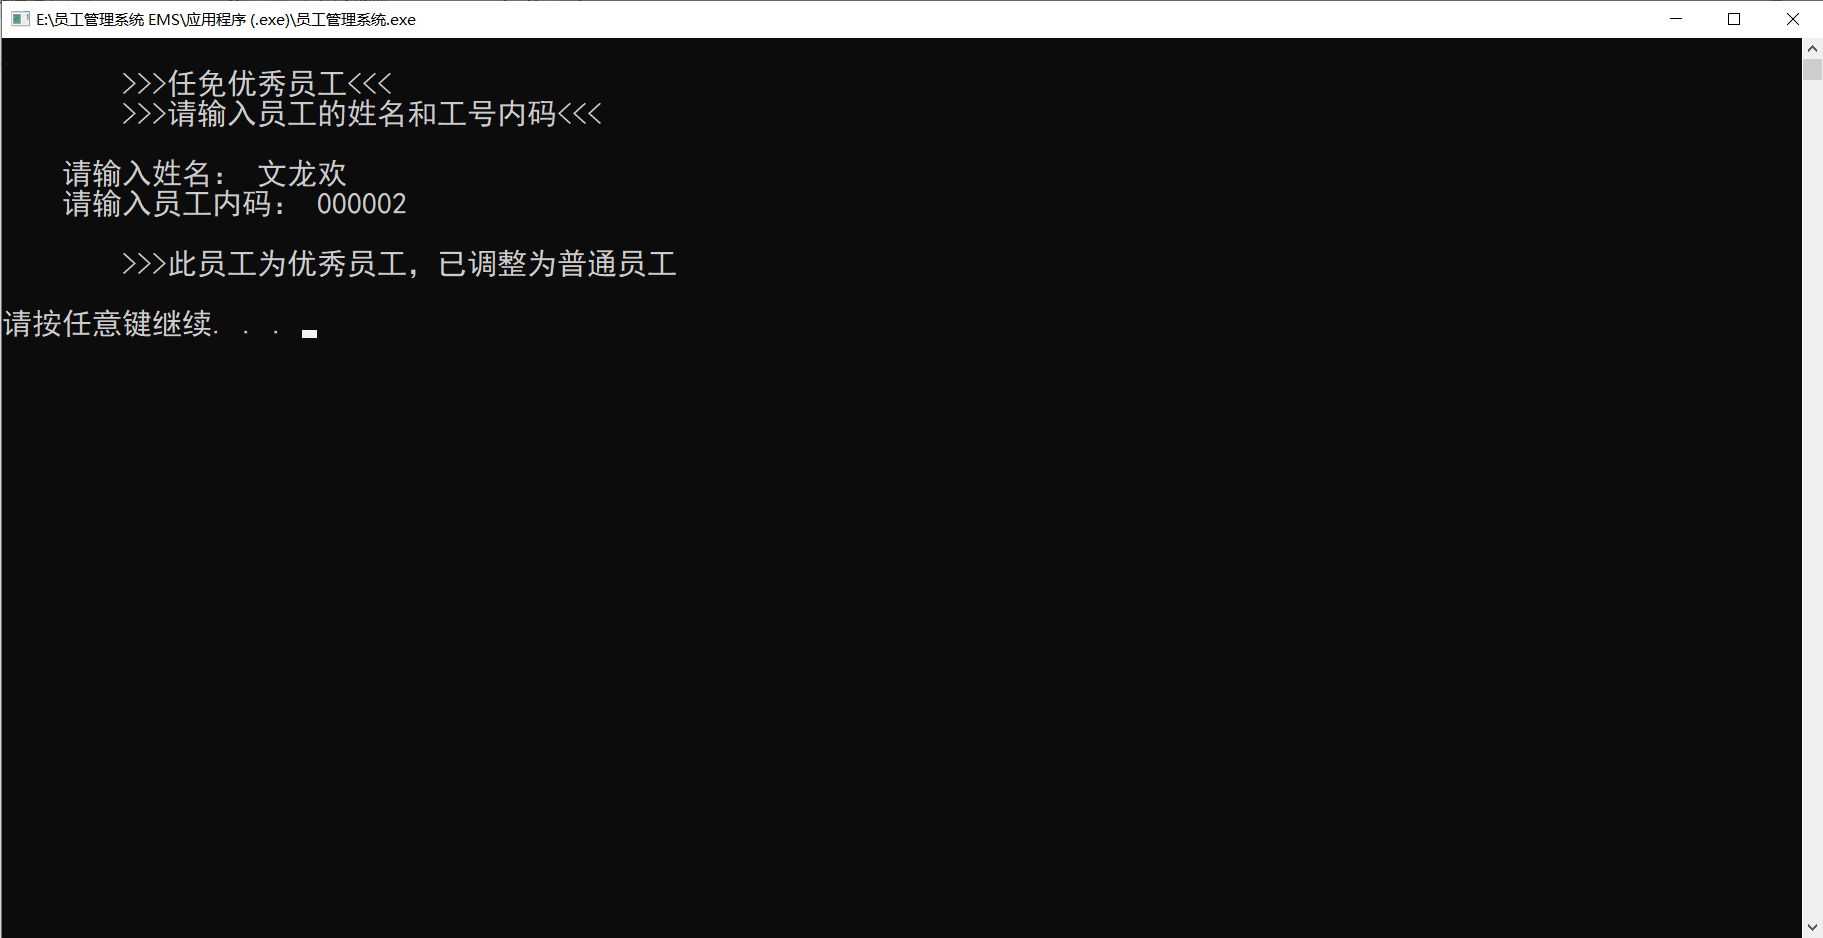 E:\员工管理系统 EMS\应用程序 (.exe)\员工管理系统.exe
>>>任免优秀员工<<<
>>>请输入员工的姓名和工号内码<<<
请输入姓名： 文龙欢
请输入员工内码： 000002
>>>此员工为优秀员工，已调整为普通员工
请按任意键继续. . .